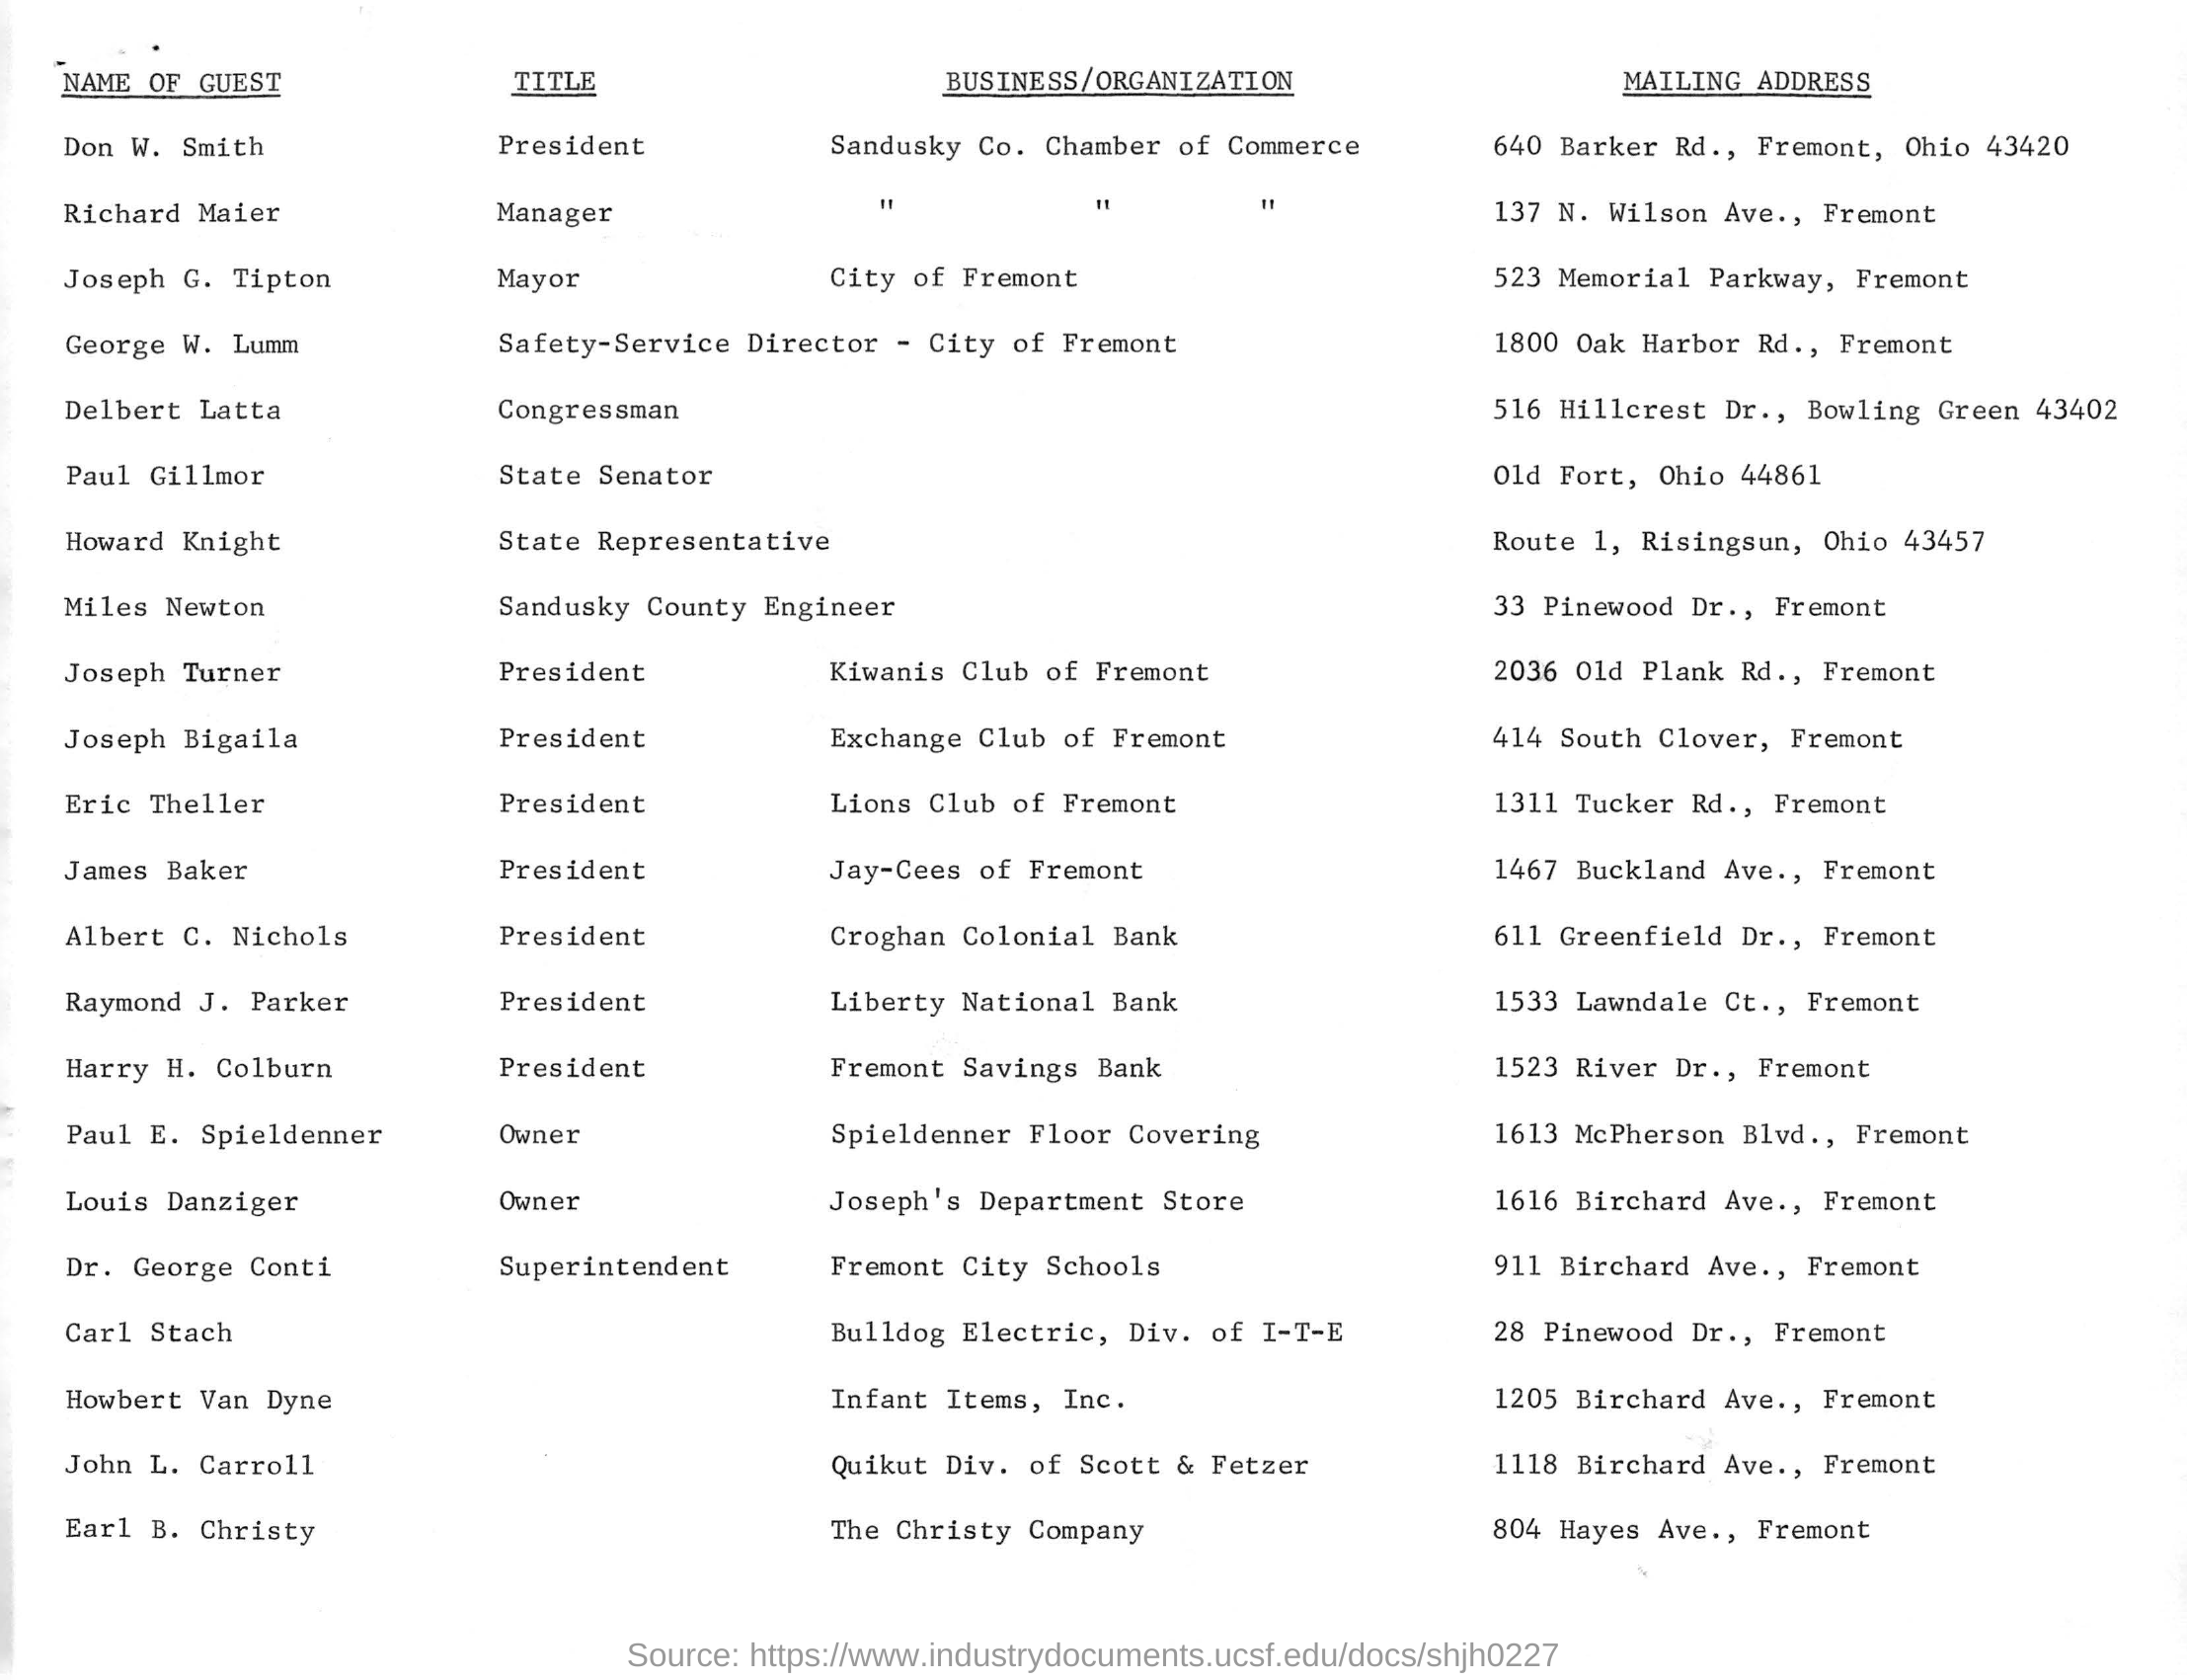 NAME OF GUEST TITLE BUSINESS/ORGANIZATION MAILING ADDRESS
Don W. Smith President Sandusky Co. Chamber of Commerce 640 Barker Rd., Fremont, Ohio 43420
Richard Maier Manager " " " 137 N. Wilson Ave., Fremont
Joseph G. Tipton Mayor City of Fremont 523 Memorial Parkway, Fremont
George W. Lumm Safety-Service Director - City of Fremont 1800 Oak Harbor Rd., Fremont
Delbert Latta Congressman 516 Hillcrest Dr., Bowling Green 43402
Paul Gillmor State Senator Old Fort, Ohio 44861
Howard Knight State Representative Route 1, Risingsun, Ohio 43457
Miles Newton Sandusky County Engineer 33 Pinewood Dr., Fremont
Joseph Turner President Kiwanis Club of Fremont 2036 Old Plank Rd., Fremont
Joseph Bigaila President Exchange Club of Fremont 414 South Clover, Fremont
Eric Theller President Lions Club of Fremont 1311 Tucker Rd., Fremont
James Baker President Jay-Cees of Fremont 1467 Buckland Ave., Fremont
Albert C. Nichols President Croghan Colonial Bank 611 Greenfield Dr., Fremont
Raymond J. Parker President Liberty National Bank 1533 Lawndale Ct., Fremont
Harry H. Colburn President Fremont Savings Bank 1523 River Dr., Fremont
Paul E. Spieldenner Owner Spieldenner Floor Covering 1613 McPherson Blvd., Fremont
Louis Danziger Owner Joseph's Department Store 1616 Birchard Ave., Fremont
Dr. George Conti Superintendent Fremont City Schools 911 Birchard Ave., Fremont
Carl Stach Bulldog Electric, Div. of I-T-E 28 Pinewood Dr., Fremont
Howbert Van Dyne Infant Items, Inc. 1205 Birchard Ave., Fremont
John L. Carroll Quikut Div. of Scott & Fetzer 1118 Birchard Ave., Fremont
Earl B. Christy The Christy Company 804 Hayes Ave., Fremont
Source: https://www.industrydocuments.ucsf.edu/docs/shjh0227